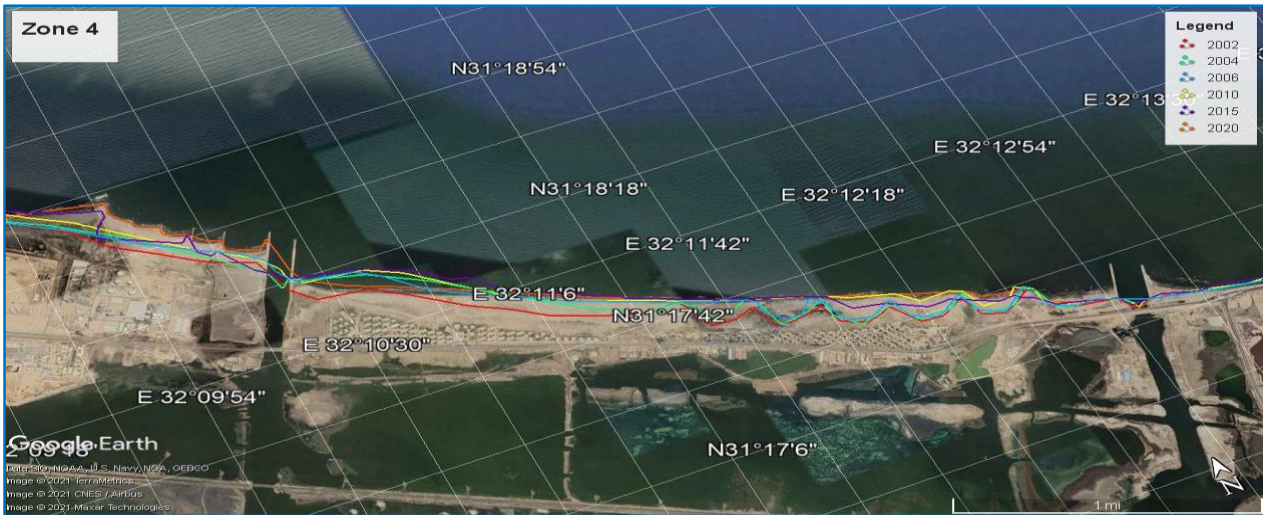 Zone 4
Legend
2002
2004
2006
2010
2015
2020
N31°18'54"
E 32°13'30"
E 32°12'54"
N31°18'18"
E 32°12'18"
E 32°11'42"
E 32°11'6"
N31°17'42"
E 32°10'30"
E 32°09'54"
N31°17'6"
Google Earth
2°09'18"
Data SIO, NOAA, U.S. Navy, NGA, GEBCO
Image © 2021 TerraMetrics
Image © 2021 CNES / Airbus
Image © 2021 Maxar Technologies
1 mi
N